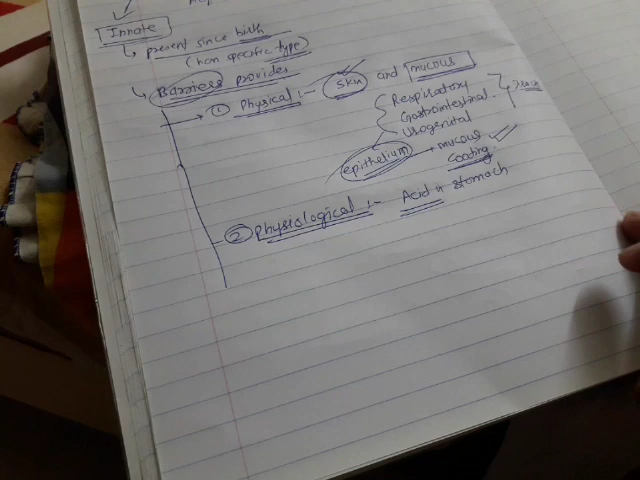 Innate
present since birth
(non specific type)
Barriers provides
① Physical :- skin and mucous
Respiratory
Gastrointestinal
Urogenital
epithelium → mucous
coating
② physiological :- Acid in stomach